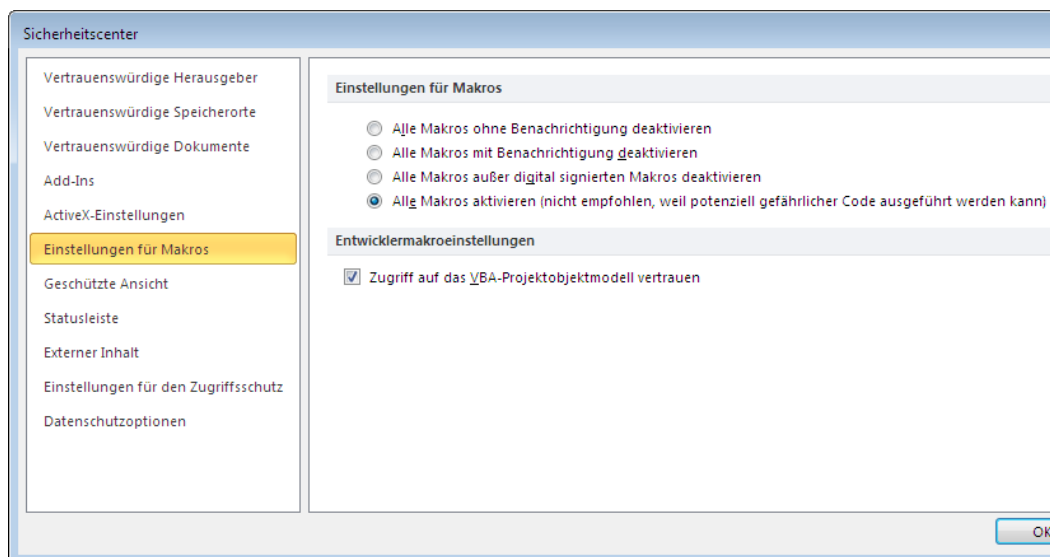 Sicherheitscenter
Vertrauenswürdige Herausgeber
Vertrauenswürdige Speicherorte
Vertrauenswürdige Dokumente
Add-Ins
ActiveX-Einstellungen
Einstellungen für Makros
Geschützte Ansicht
Statusleiste
Externer Inhalt
Einstellungen für den Zugriffsschutz
Datenschutzoptionen
Einstellungen für Makros
Alle Makros ohne Benachrichtigung deaktivieren
Alle Makros mit Benachrichtigung deaktivieren
Alle Makros außer digital signierten Makros deaktivieren
Alle Makros aktivieren (nicht empfohlen, weil potenziell gefährlicher Code ausgeführt werden kann)
Entwicklermakroeinstellungen
Zugriff auf das VBA-Projektobjektmodell vertrauen
OK